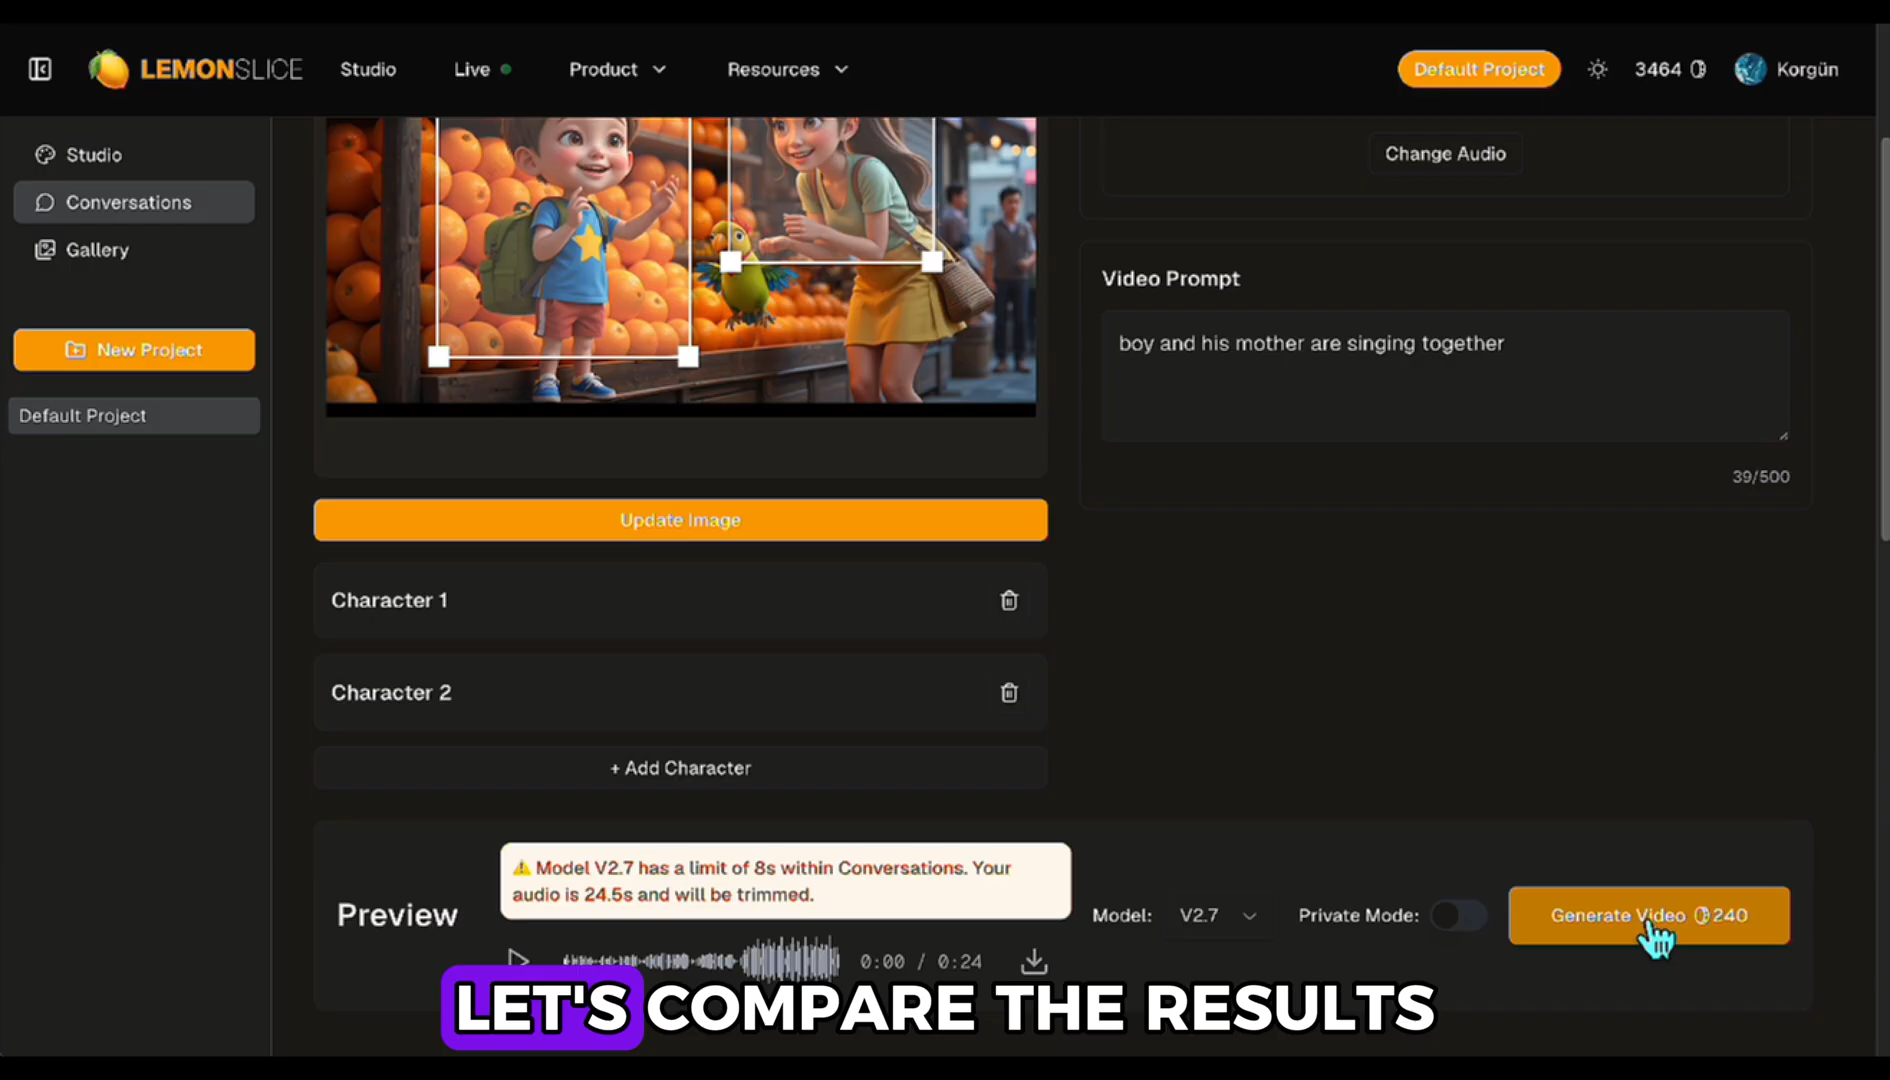 LEMONSLICE
Studio
Live
Product
Resources
Default Project
3464
Korgün
Studio
Conversations
Gallery
New Project
Default Project
Change Audio
Video Prompt
boy and his mother are singing together
39/500
Update Image
Character 1
Character 2
+ Add Character
Preview
⚠ Model V2.7 has a limit of 8s within Conversations. Your
audio is 24.5s and will be trimmed.
0:00 / 0:24
Model:
V2.7
Private Mode:
Generate Video 240
LET'S COMPARE THE RESULTS